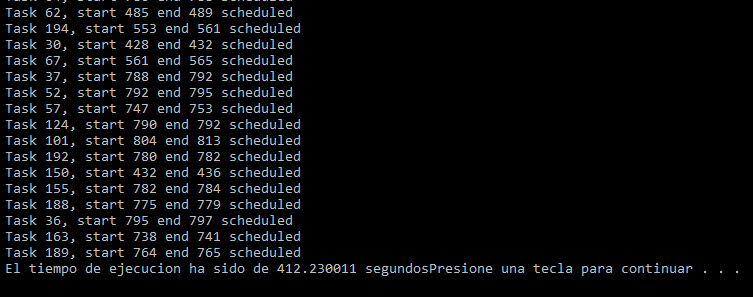 Task 62, start 485 end 489 scheduled
Task 194, start 553 end 561 scheduled
Task 30, start 428 end 432 scheduled
Task 67, start 561 end 565 scheduled
Task 37, start 788 end 792 scheduled
Task 52, start 792 end 795 scheduled
Task 57, start 747 end 753 scheduled
Task 124, start 790 end 792 scheduled
Task 101, start 804 end 813 scheduled
Task 192, start 780 end 782 scheduled
Task 150, start 432 end 436 scheduled
Task 155, start 782 end 784 scheduled
Task 188, start 775 end 779 scheduled
Task 36, start 795 end 797 scheduled
Task 163, start 738 end 741 scheduled
Task 189, start 764 end 765 scheduled
El tiempo de ejecucion ha sido de 412.230011 segundosPresione una tecla para continuar . . .